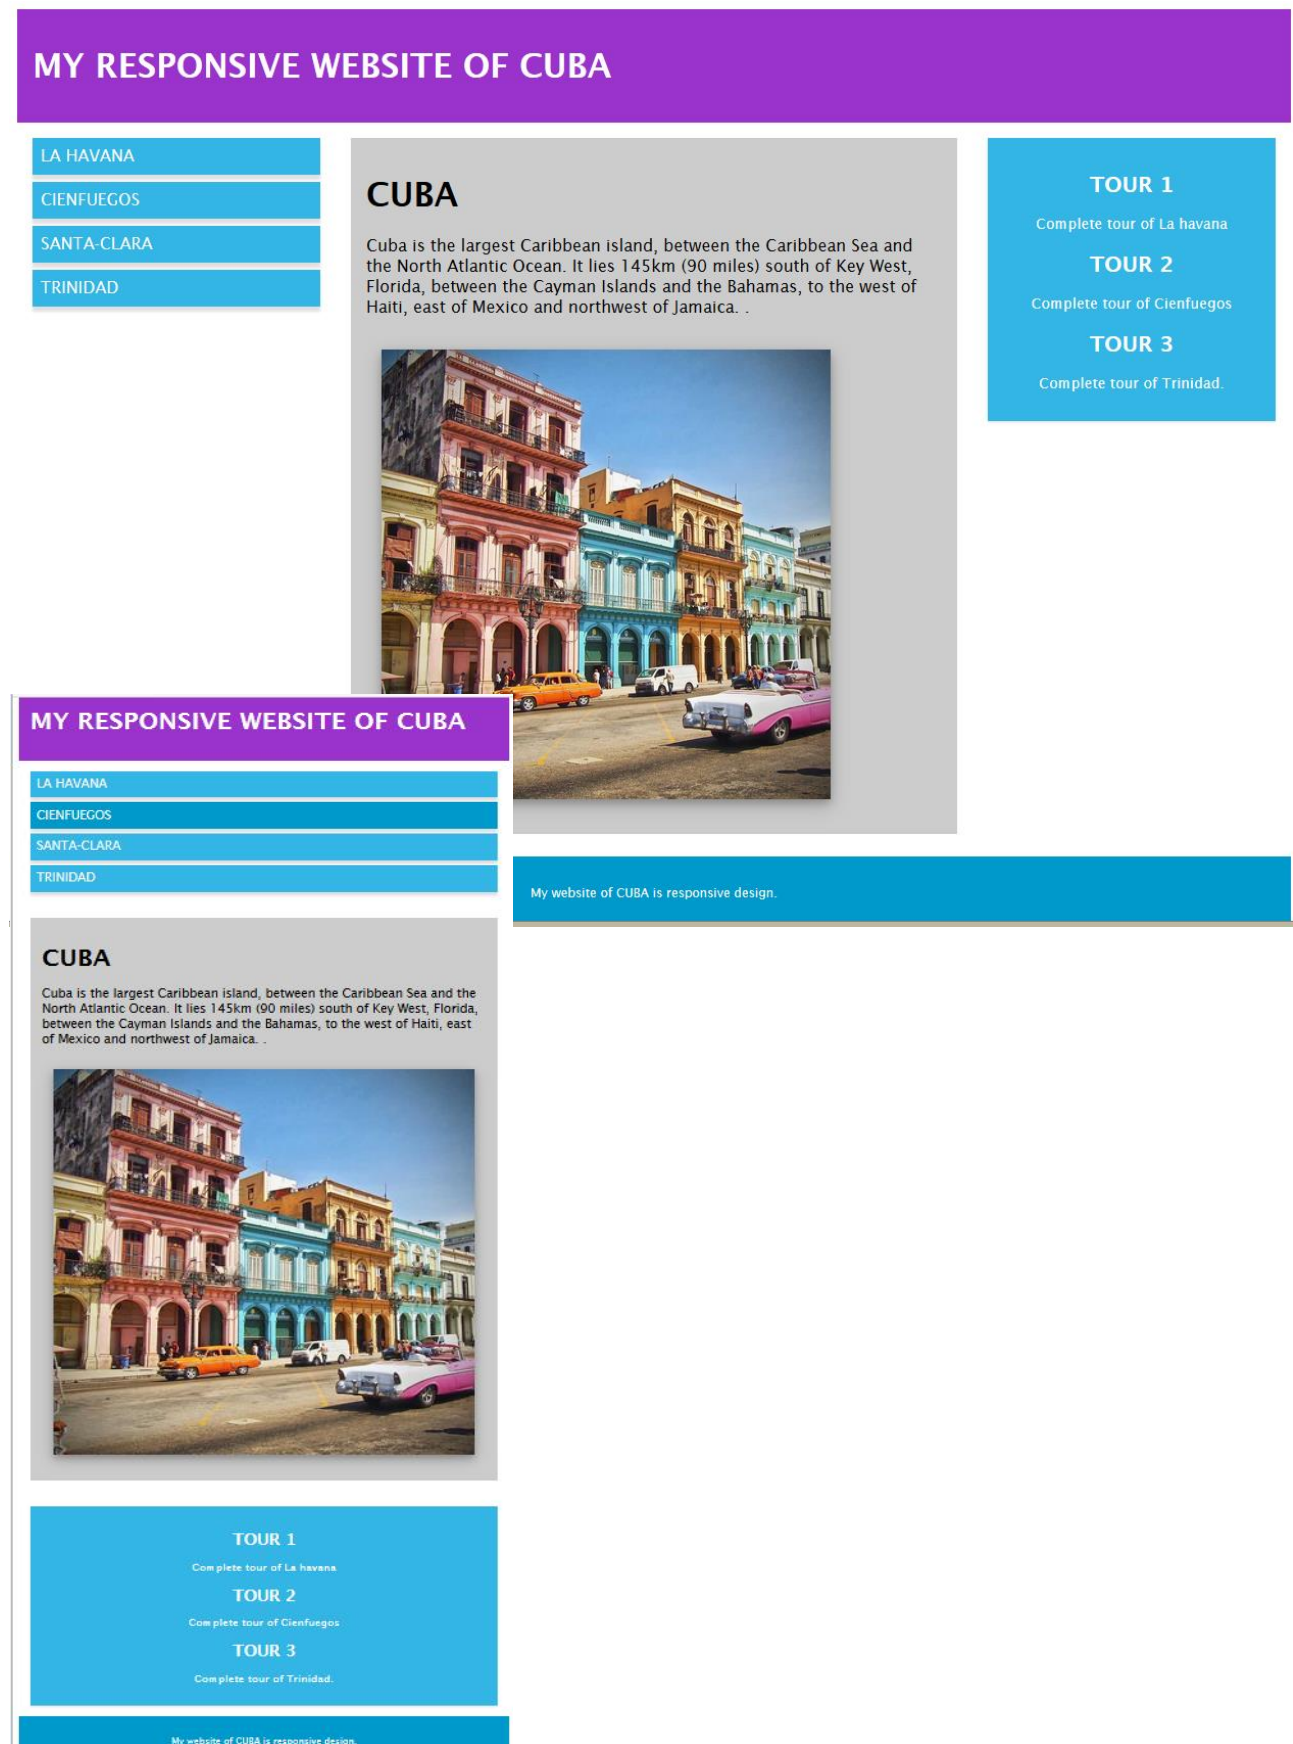 MY RESPONSIVE WEBSITE OF CUBA
LA HAVANA
CIENFUEGOS
SANTA-CLARA
TRINIDAD
CUBA
Cuba is the largest Caribbean island, between the Caribbean Sea and
the North Atlantic Ocean. It lies 145km (90 miles) south of Key West,
Florida, between the Cayman Islands and the Bahamas, to the west of
Haiti, east of Mexico and northwest of Jamaica. .
TOUR 1
Complete tour of La havana
TOUR 2
Complete tour of Cienfuegos
TOUR 3
Complete tour of Trinidad.
My website of CUBA is responsive design.
MY RESPONSIVE WEBSITE OF CUBA
LA HAVANA
CIENFUEGOS
SANTA-CLARA
TRINIDAD
CUBA
Cuba is the largest Caribbean island, between the Caribbean Sea and the
North Atlantic Ocean. It lies 145km (90 miles) south of Key West, Florida,
between the Cayman Islands and the Bahamas, to the west of Haiti, east
of Mexico and northwest of Jamaica. .
TOUR 1
Complete tour of La havana
TOUR 2
Complete tour of Cienfuegos
TOUR 3
Complete tour of Trinidad.
My website of CUBA is responsive design.